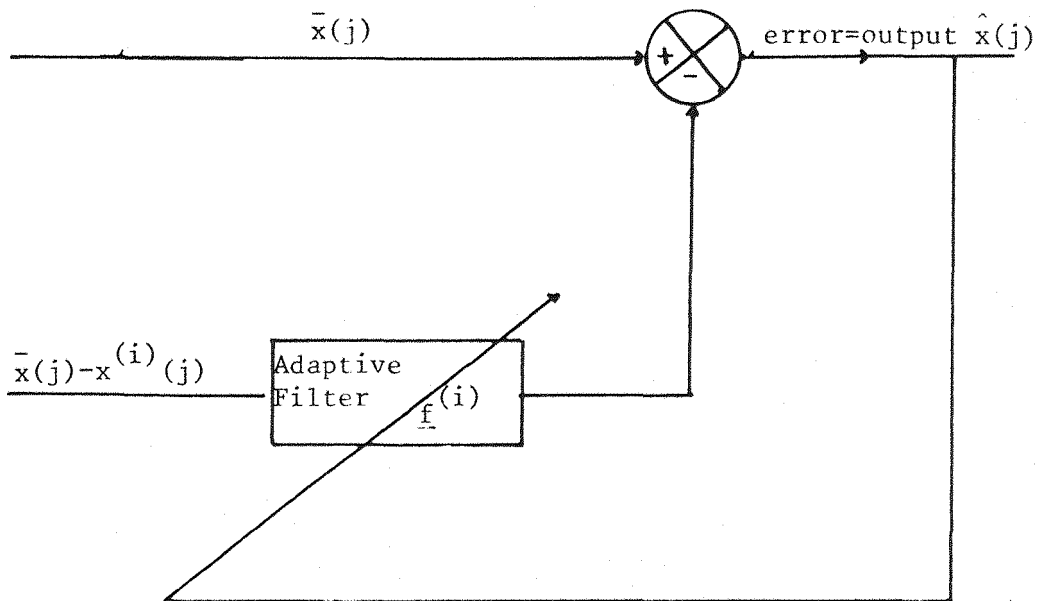 x̄(j)
error=output x̂(j)
+
-
x̄(j)-x^(i)(j)
Adaptive
Filter f̲^(i)